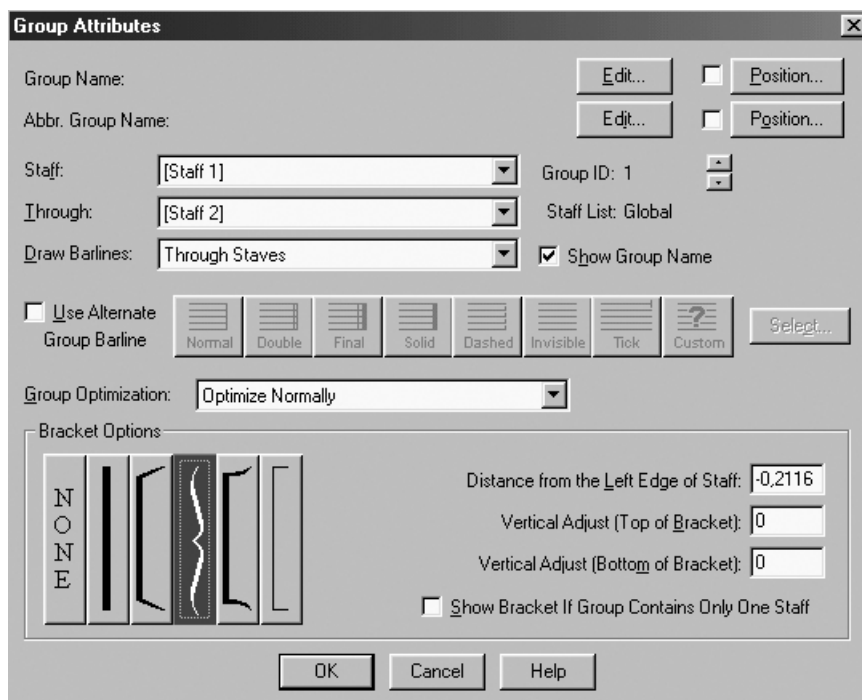 Group Attributes
Group Name: Edit... Position...
Abbr. Group Name: Edit... Position...
Staff: [Staff 1] Group ID: 1
Through: [Staff 2] Staff List: Global
Draw Barlines: Through Staves Show Group Name
Use Alternate
Group Barline
Normal Double Final Solid Dashed Invisible Tick Custom Select...
Group Optimization: Optimize Normally
Bracket Options
NONE
Distance from the Left Edge of Staff: -0,2116
Vertical Adjust (Top of Bracket): 0
Vertical Adjust (Bottom of Bracket): 0
Show Bracket If Group Contains Only One Staff
OK Cancel Help